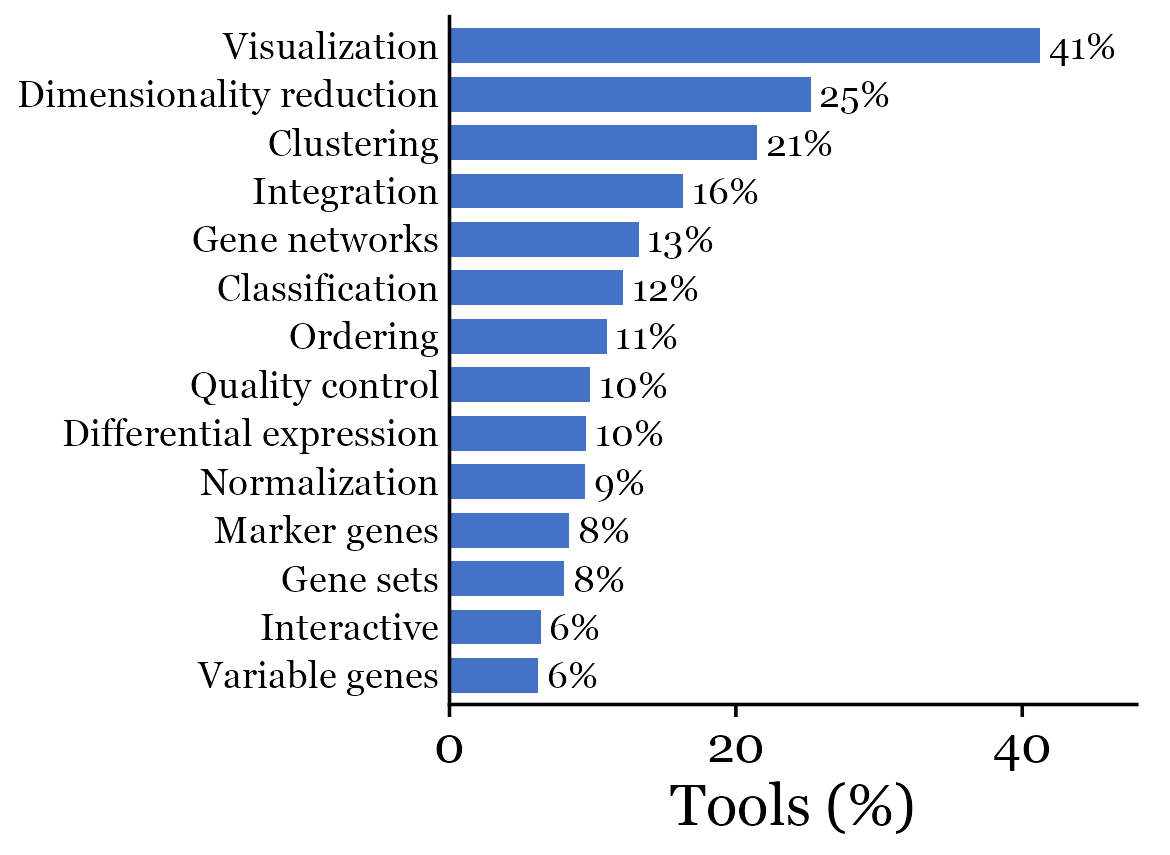 Visualization 41%
Dimensionality reduction 25%
Clustering 21%
Integration 16%
Gene networks 13%
Classification 12%
Ordering 11%
Quality control 10%
Differential expression 10%
Normalization 9%
Marker genes 8%
Gene sets 8%
Interactive 6%
Variable genes 6%
0 20 40
Tools (%)